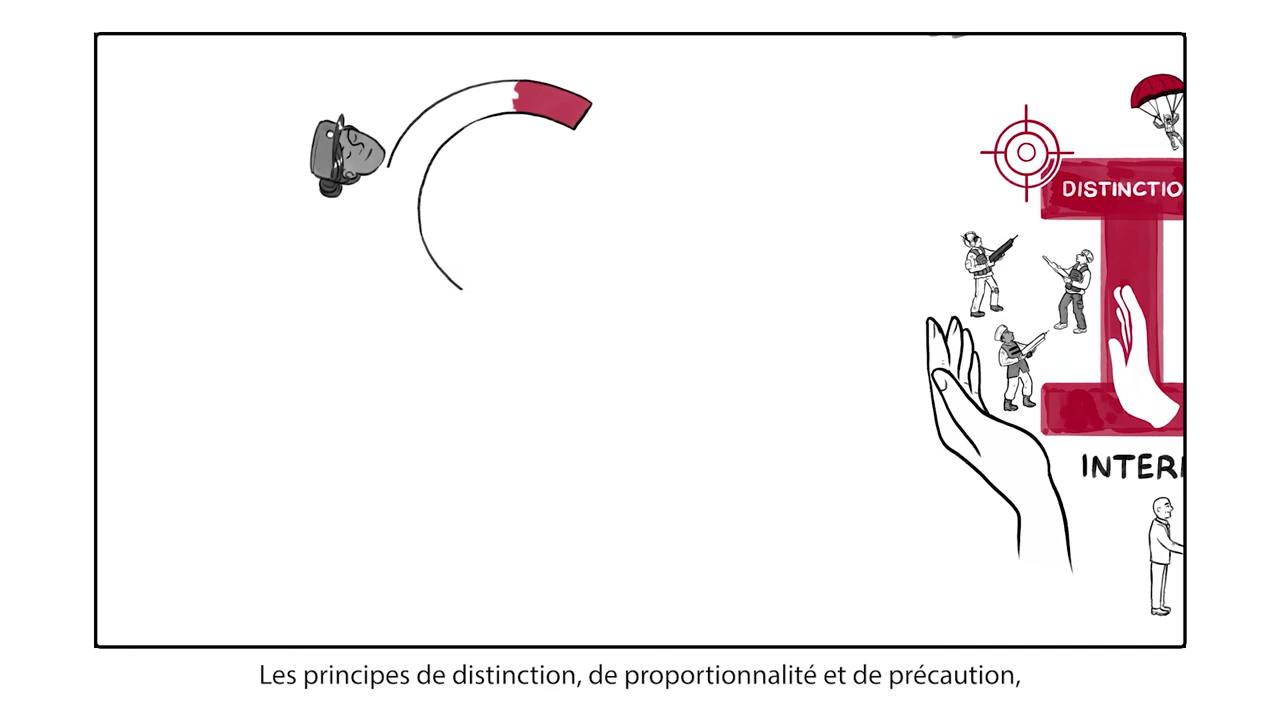 DISTINCTIO
INTER
Les principes de distinction, de proportionnalité et de précaution,